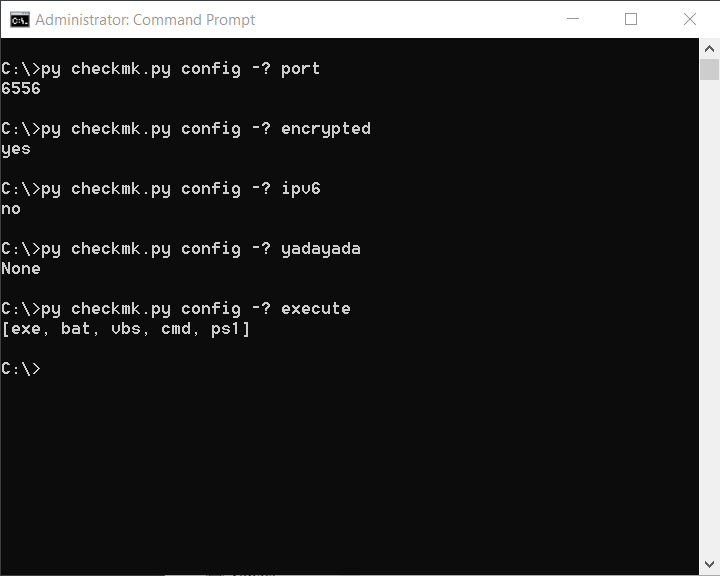 Administrator: Command Prompt
C:\>py checkmk.py config -? port
6556
C:\>py checkmk.py config -? encrypted
yes
C:\>py checkmk.py config -? ipv6
no
C:\>py checkmk.py config -? yadayada
None
C:\>py checkmk.py config -? execute
[exe, bat, vbs, cmd, ps1]
C:\>